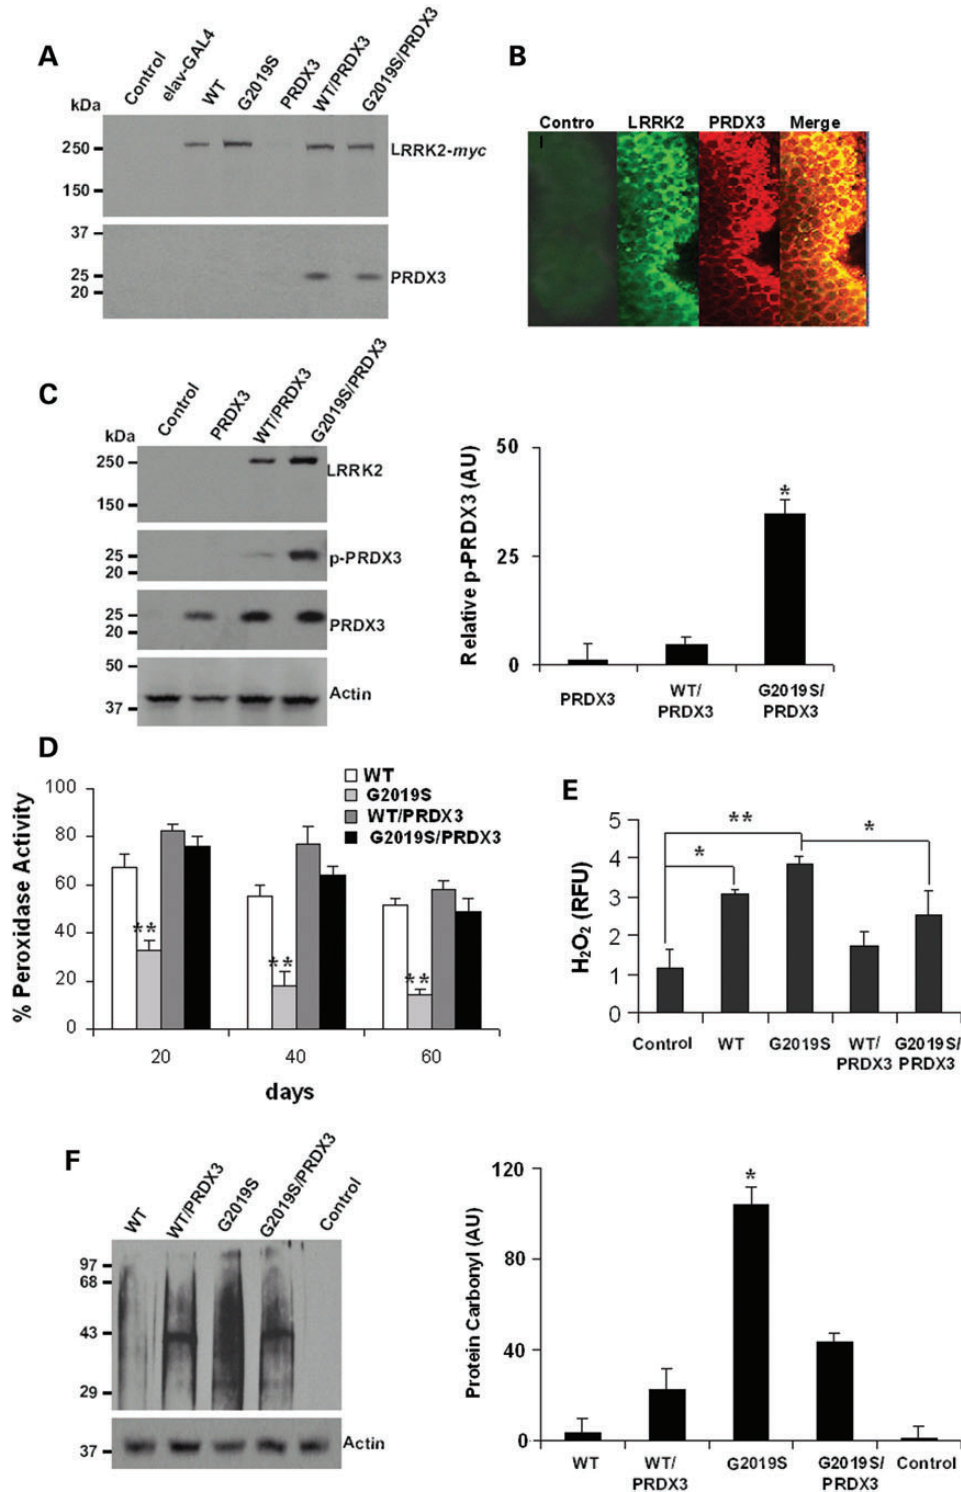 A
Control
elav-GAL4
WT
G2019S
PRDX3
WT/PRDX3
G2019S/PRDX3
kDa
250
150
LRRK2-myc
37
25
20
PRDX3
B
Contro
l
LRRK2
PRDX3
Merge
C
Control
PRDX3
WT/PRDX3
G2019S/PRDX3
kDa
250
150
LRRK2
25
20
p-PRDX3
25
20
PRDX3
50
37
Actin
Relative p-PRDX3 (AU)
50
25
0
*
PRDX3
WT/
PRDX3
G2019S/
PRDX3
D
% Peroxidase Activity
100
80
60
40
20
0
WT
G2019S
WT/PRDX3
G2019S/PRDX3
**
**
**
20
40
60
days
E
H₂O₂ (RFU)
5
4
3
2
1
0
**
*
*
Control
WT
G2019S
WT/
PRDX3
G2019S/
PRDX3
F
WT
WT/PRDX3
G2019S
G2019S/PRDX3
Control
97
68
43
29
37
Actin
Protein Carbonyl (AU)
120
80
40
0
*
WT
WT/
PRDX3
G2019S
G2019S/
PRDX3
Control